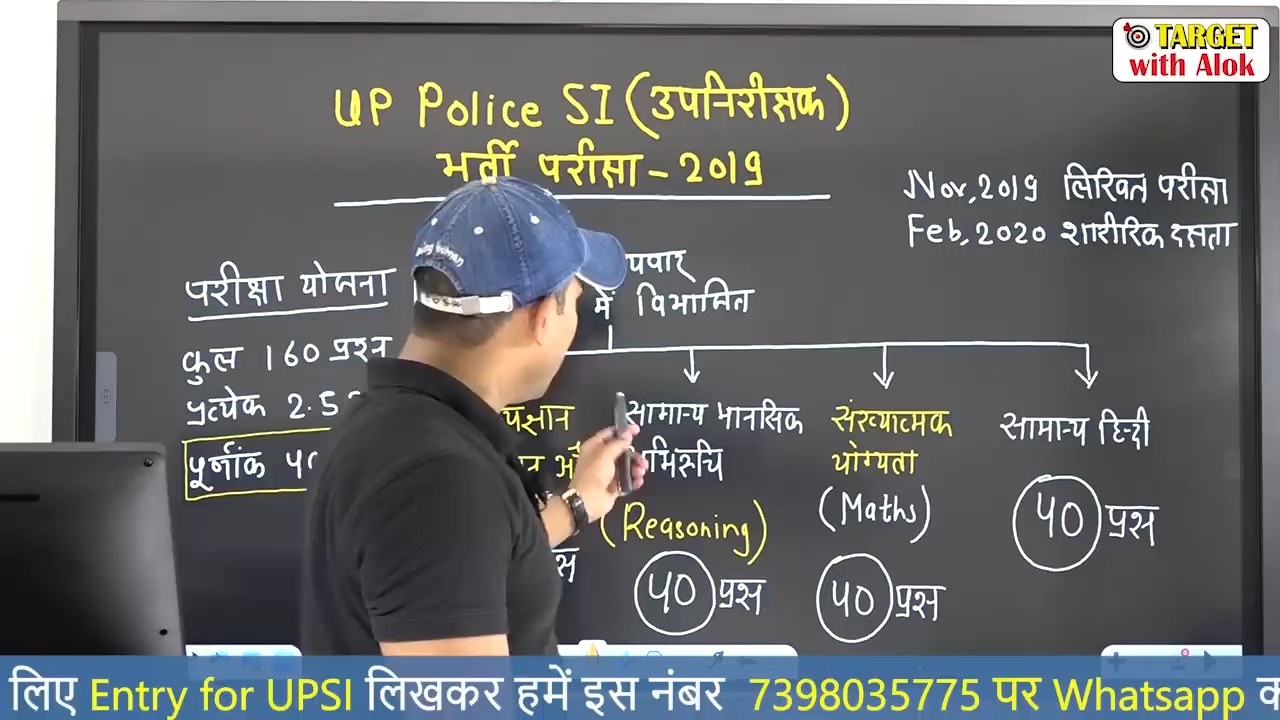 TARGET
with Alok
UP Police SI (उपनिरीक्षक)
भर्ती परीक्षा - 2019
Nov, 2019 लिखित परीक्षा
Feb, 2020 शारीरिक दक्षता
परीक्षा योजना
में विभाजित
कुल 160 प्रश्न
प्रत्येक 2.5
पूर्णांक
सामान्य मानसिक
संख्यात्मक
योग्यता
सामान्य हिन्दी
(Reasoning)
(Maths)
40 प्रश्न
40 प्रश्न
40 प्रश्न
लिए Entry for UPSI लिखकर हमें इस नंबर 7398035775 पर Whatsapp क